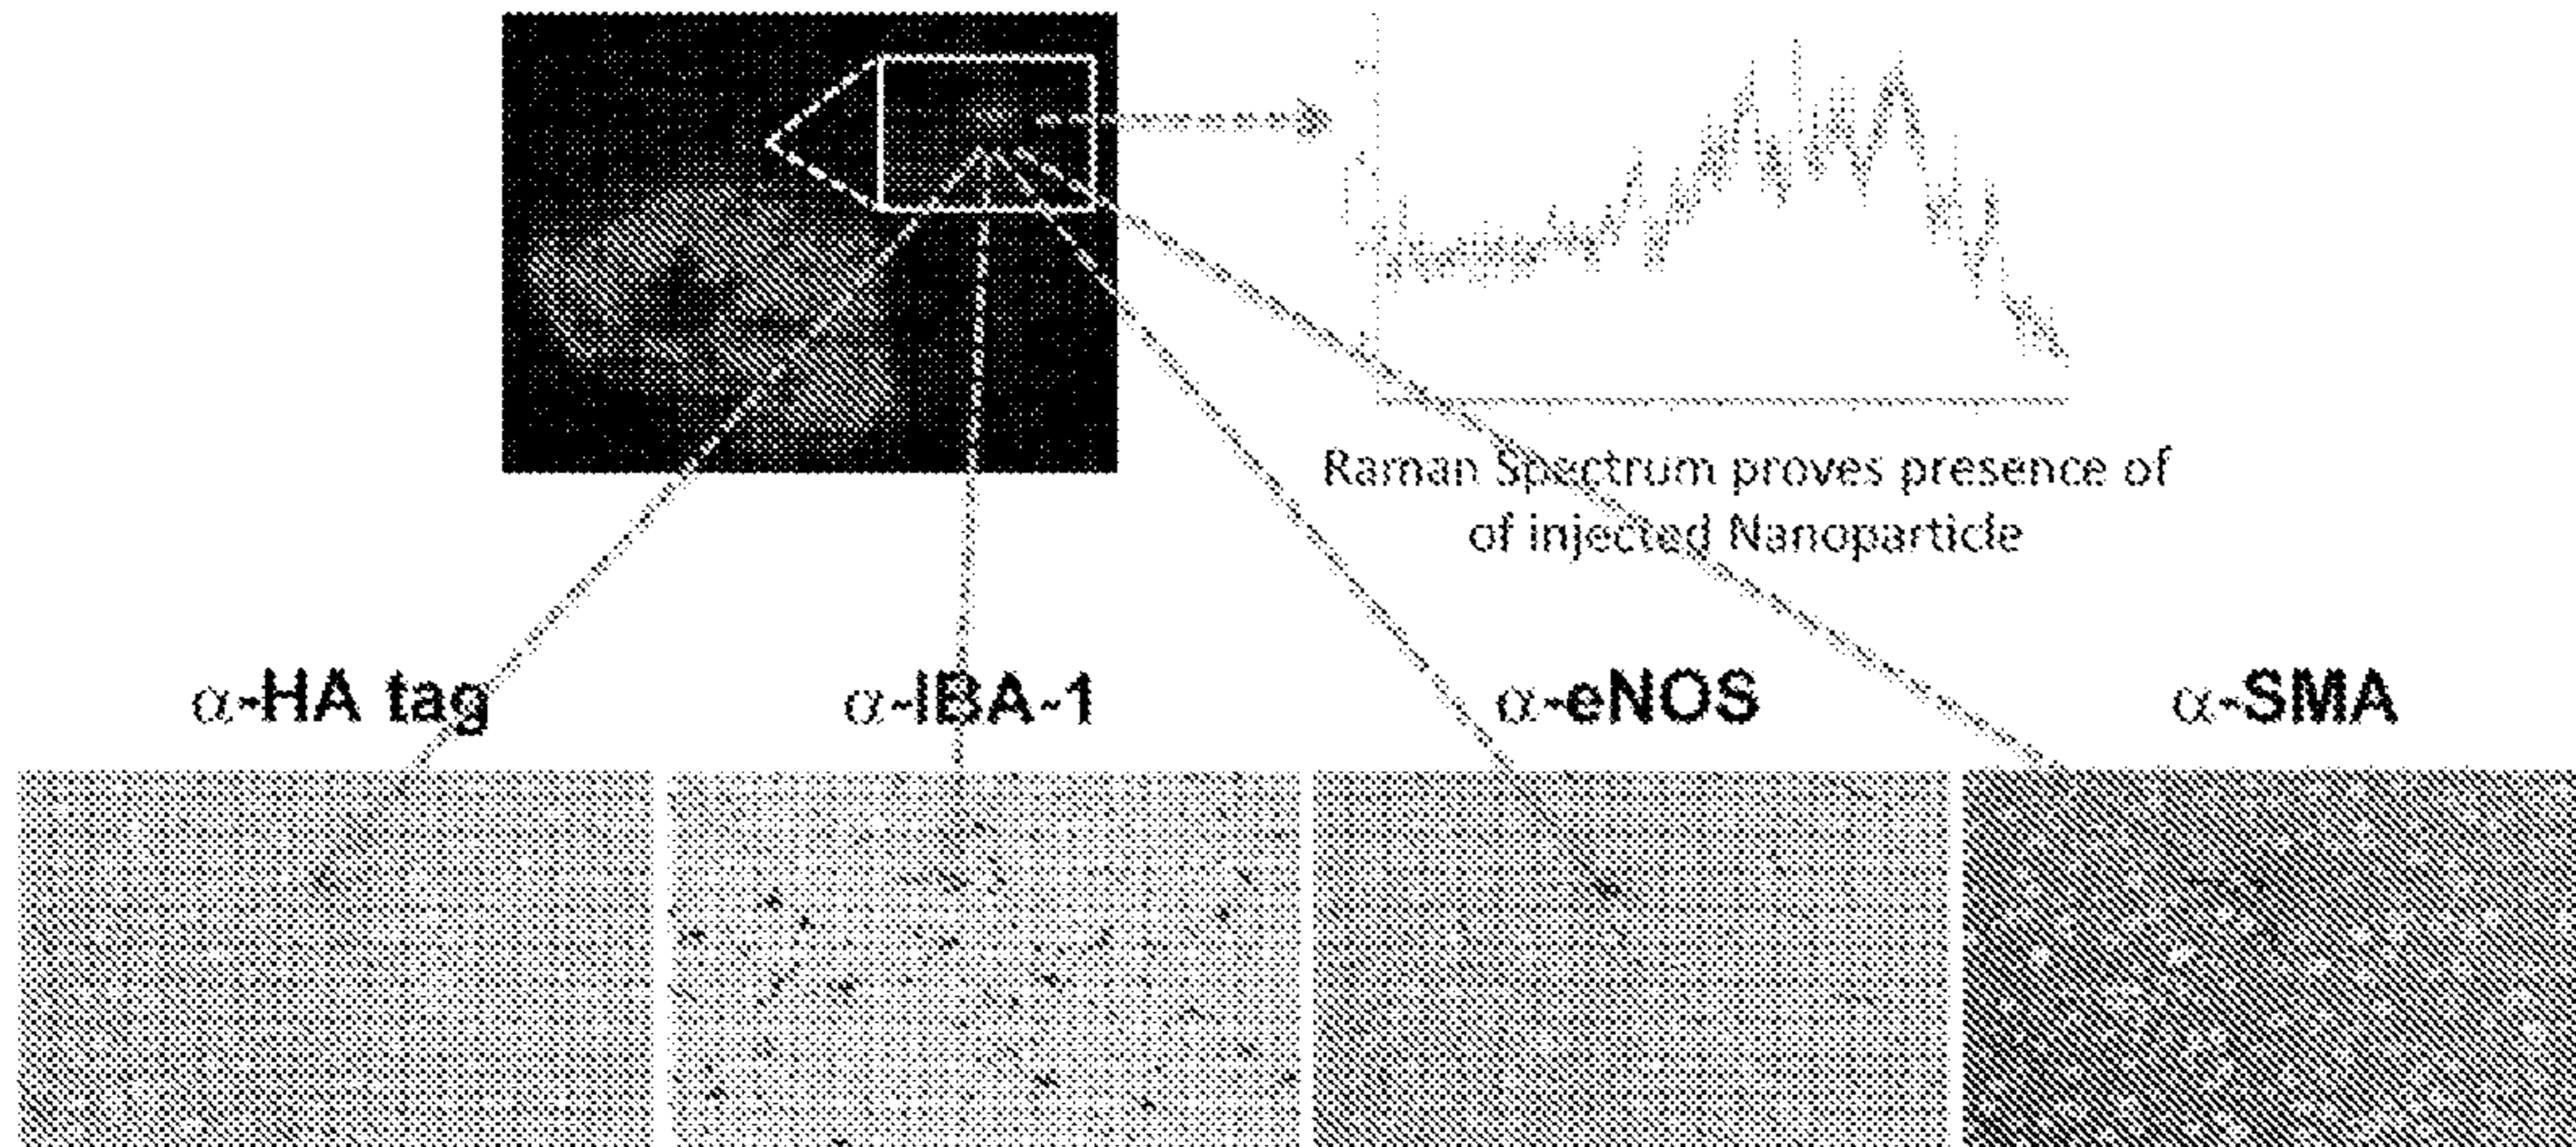 Raman Spectrum proves presence of
of injected Nanoparticle
α-HA tag
α-IBA-1
α-eNOS
α-SMA